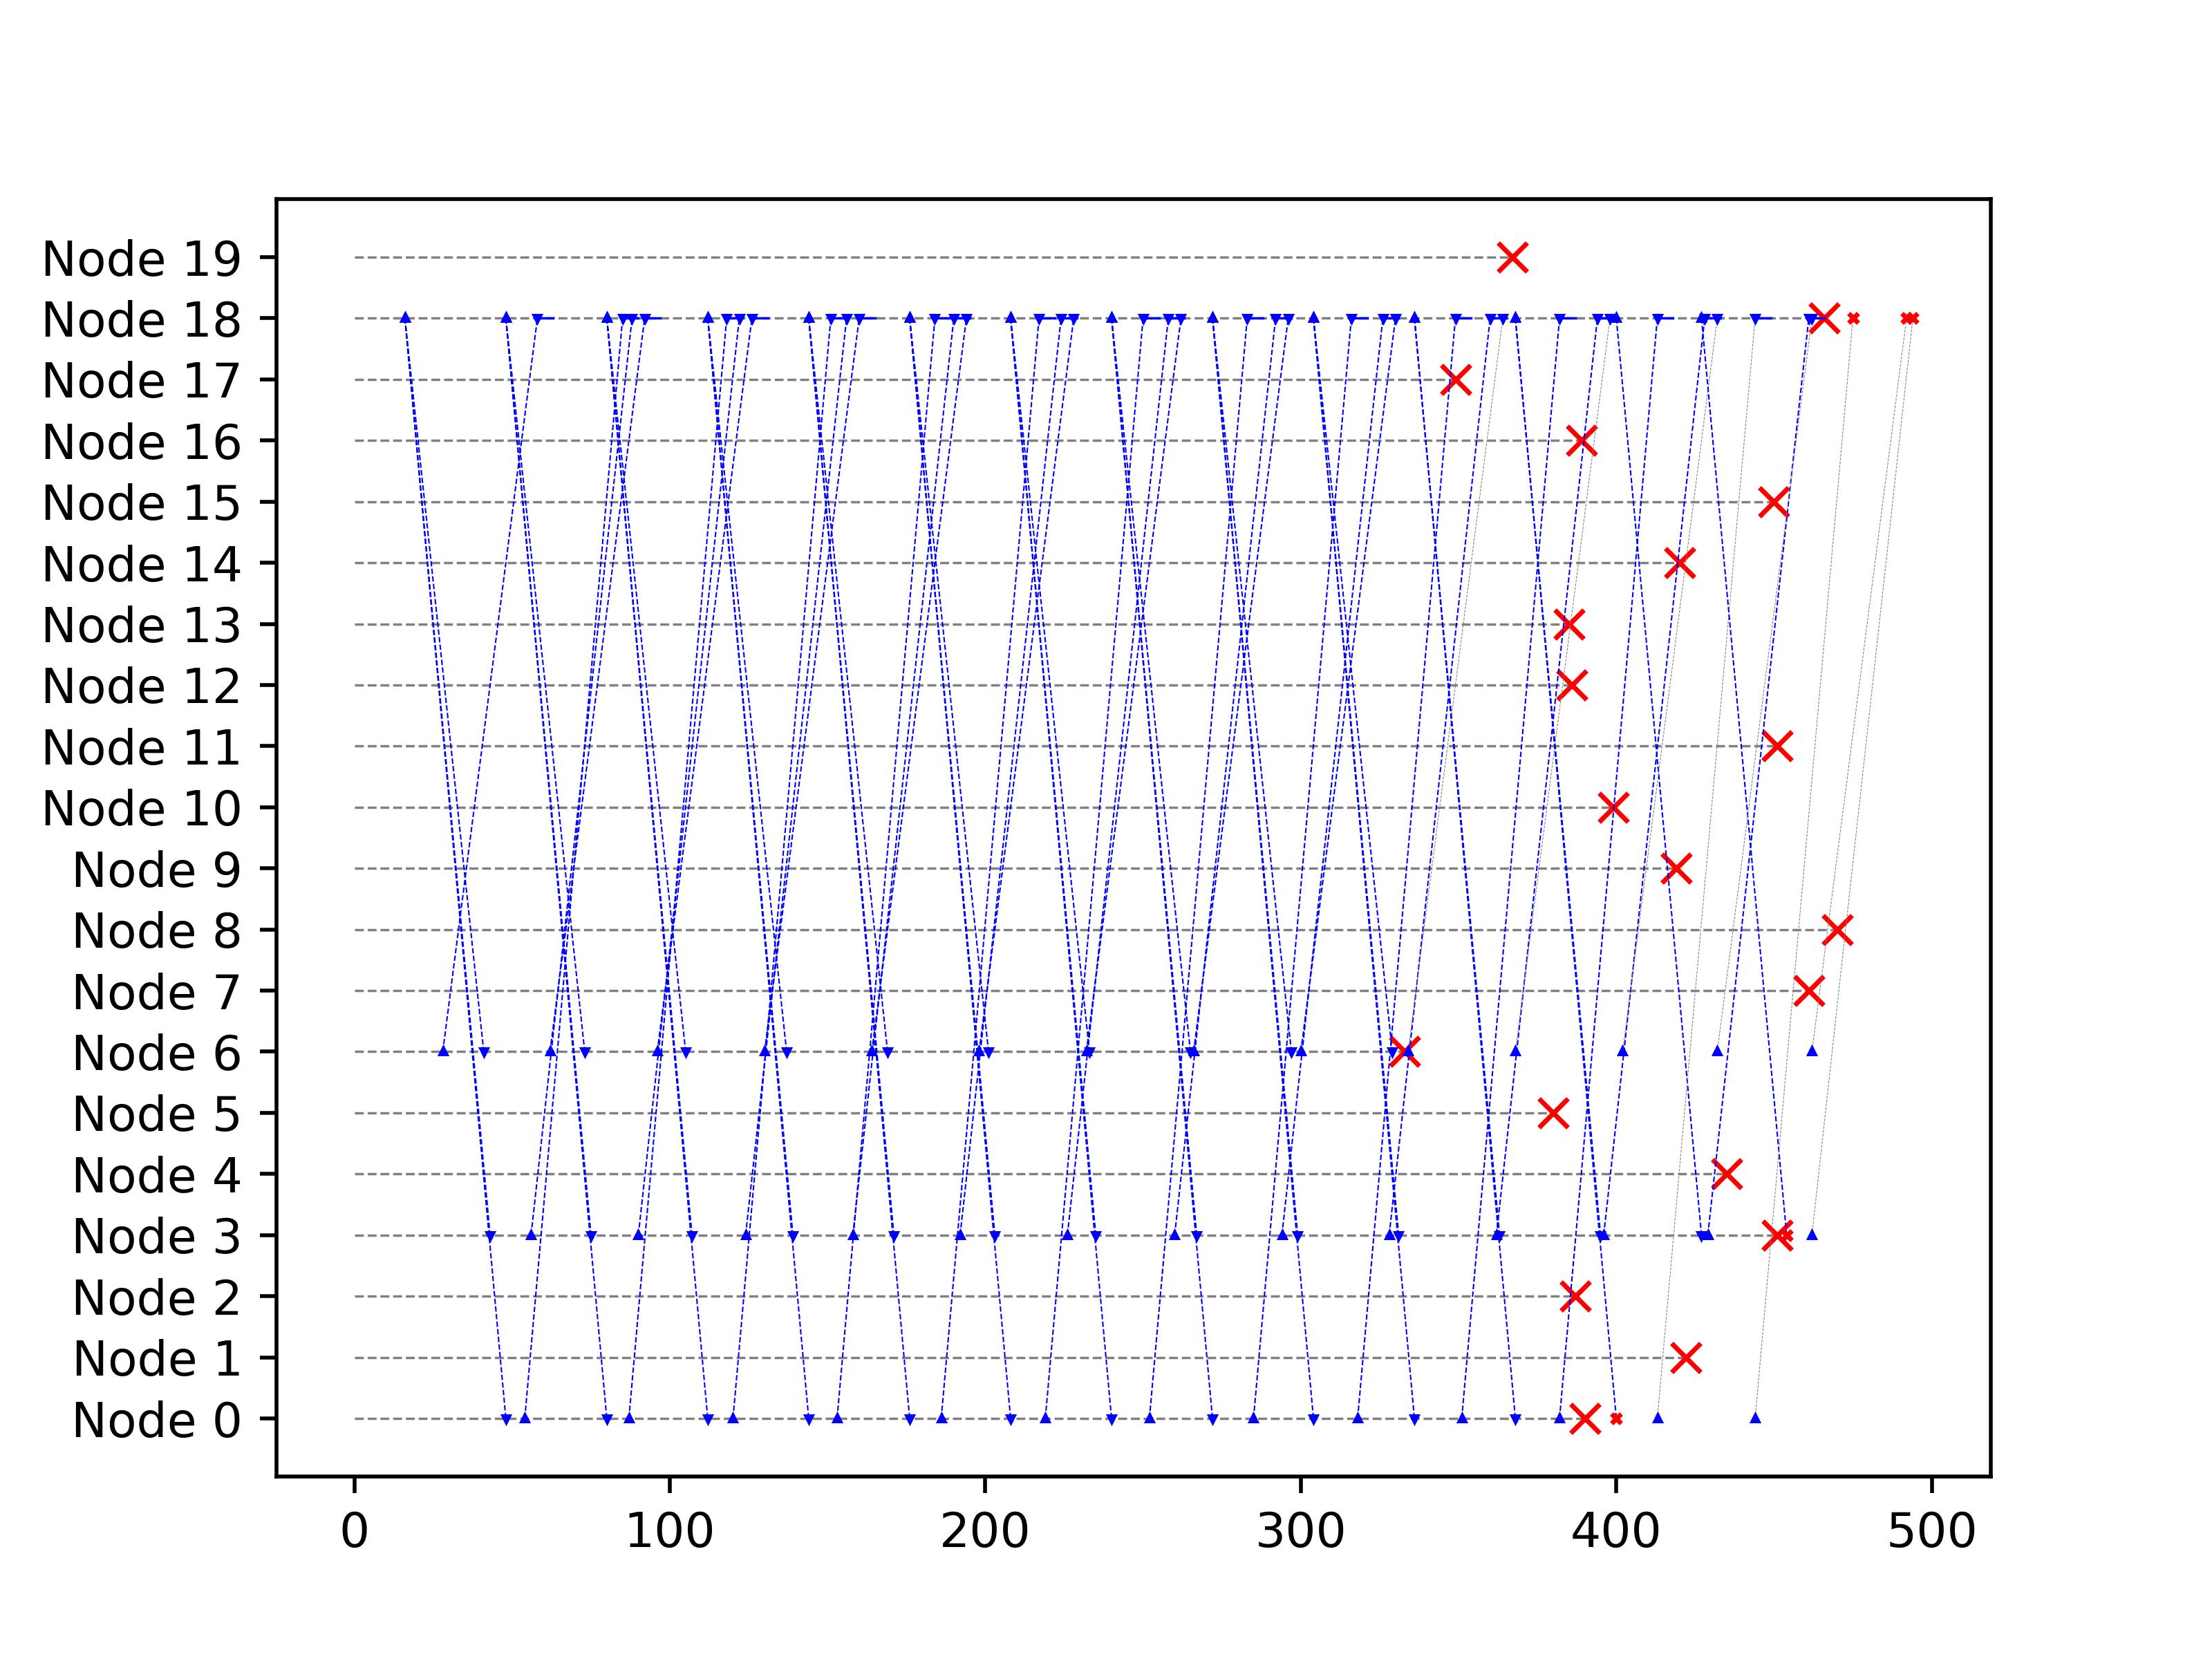 Node 19
Node 18
Node 17
Node 16
Node 15
Node 14
Node 13
Node 12
Node 11
Node 10
Node 9
Node 8
Node 7
Node 6
Node 5
Node 4
Node 3
Node 2
Node 1
Node 0
0 100 200 300 400 500